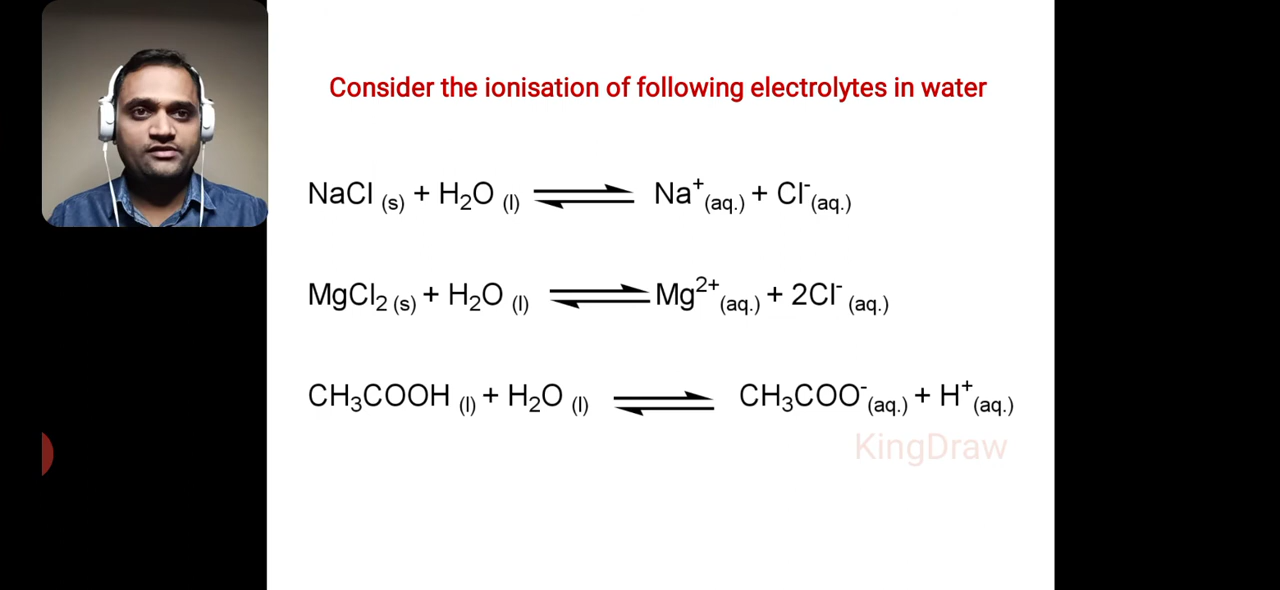 Consider the ionisation of following electrolytes in water
NaCl (s) + H₂O (l) ⇌ Na⁺(aq.) + Cl⁻(aq.)
MgCl₂ (s) + H₂O (l) ⇌ Mg²⁺(aq.) + 2Cl⁻ (aq.)
CH₃COOH (l) + H₂O (l) ⇌ CH₃COO⁻(aq.) + H⁺(aq.)
KingDraw